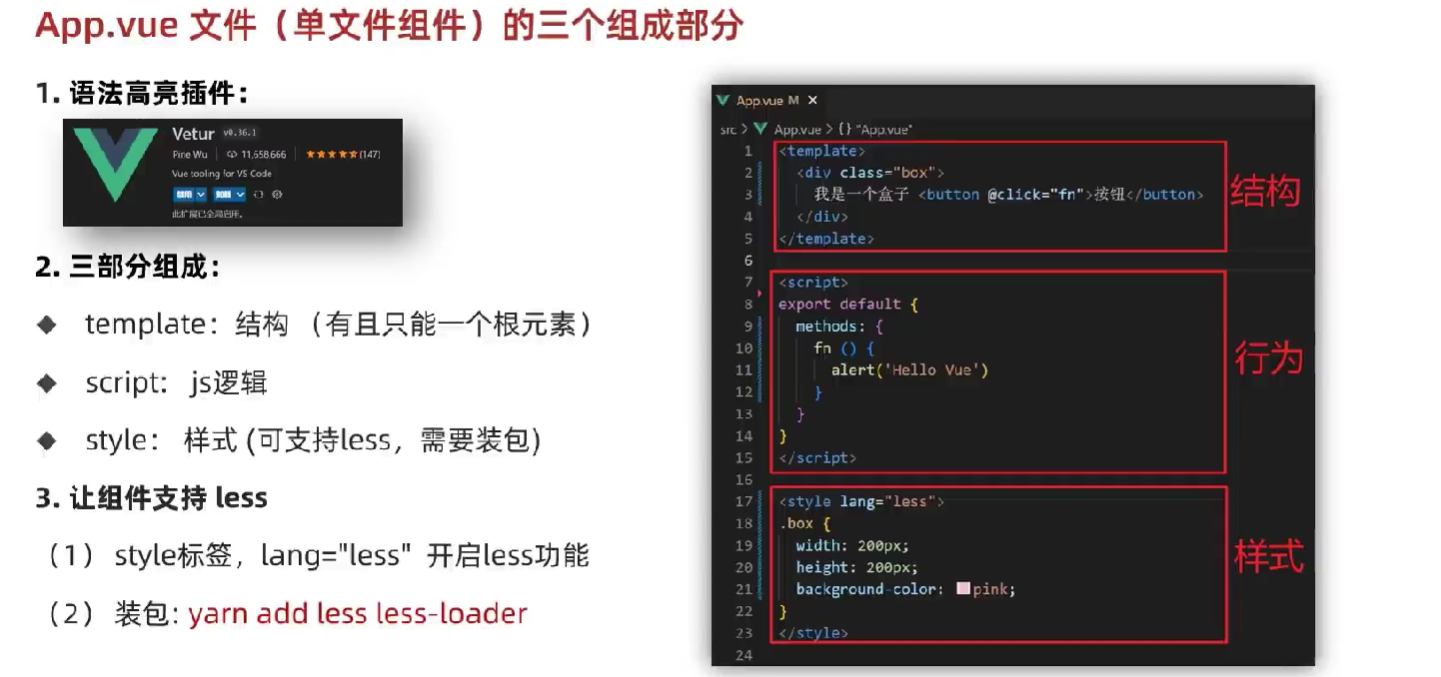 App.vue 文件（单文件组件）的三个组成部分
1. 语法高亮插件：
Vetur v0.36.1
Pine Wu 11,658,666 (147)
Vue tooling for VS Code
禁用
此扩展已全局启用。
2. 三部分组成：
◆ template：结构 （有且只能一个根元素）
◆ script： js逻辑
◆ style： 样式 (可支持less，需要装包)
3. 让组件支持 less
（1） style标签，lang="less" 开启less功能
（2） 装包: yarn add less less-loader
App.vue M ×
src > App.vue > {} "App.vue"
1 <template>
2 <div class="box">
3 我是一个盒子 <button @click="fn">按钮</button>
4 </div>
5 </template>
6
7 <script>
8 export default {
9 methods: {
10 fn () {
11 alert('Hello Vue')
12 }
13 }
14 }
15 </script>
16
17 <style lang="less">
18 .box {
19 width: 200px;
20 height: 200px;
21 background-color: pink;
22 }
23 </style>
24
结构
行为
样式